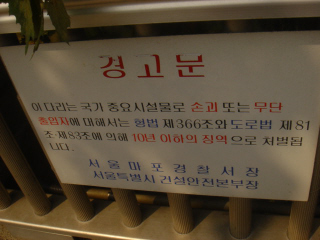 경고문
이 다리는 국가 중요시설물로 손괴 또는 무단
출입자에 대해서는 형법 제366조와 도로법 제81
조·제83조에 의해 10년 이하의 징역으로 처벌됩
니다.
서울마포경찰서장
서울특별시 건설안전본부장